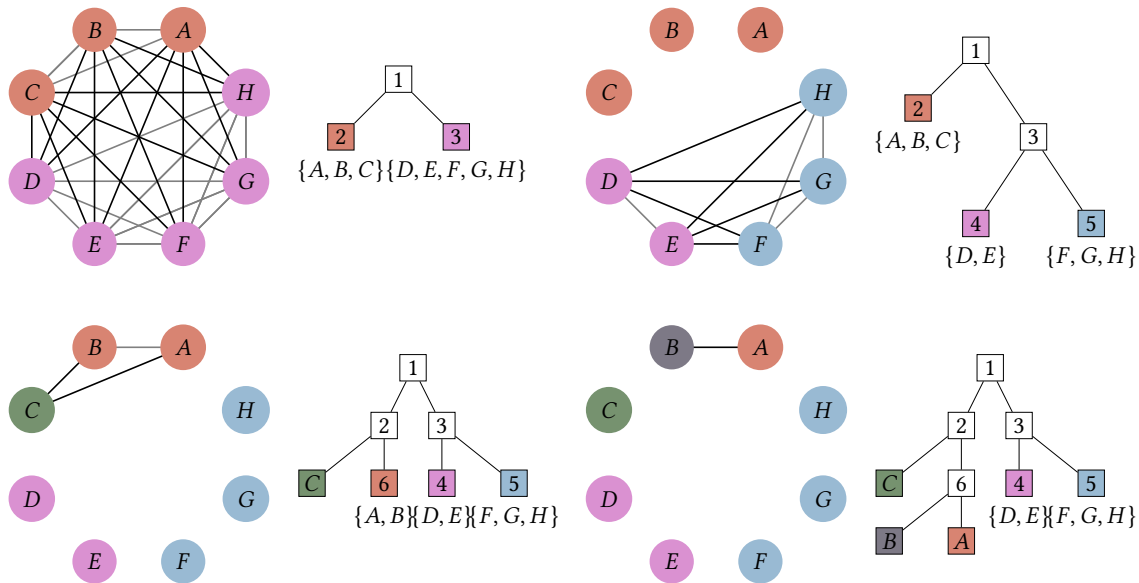 B A
C H
D G
E F
1
2 3
{A, B, C}{D, E, F, G, H}
B A
C H
D G
E F
1
2
{A, B, C}
3
4 5
{D, E} {F, G, H}
B A
C H
D G
E F
1
2 3
C 6 4 5
{A, B}{D, E}{F, G, H}
B A
C H
D G
E F
1
2 3
C 6 4 5
{D, E}{F, G, H}
B A